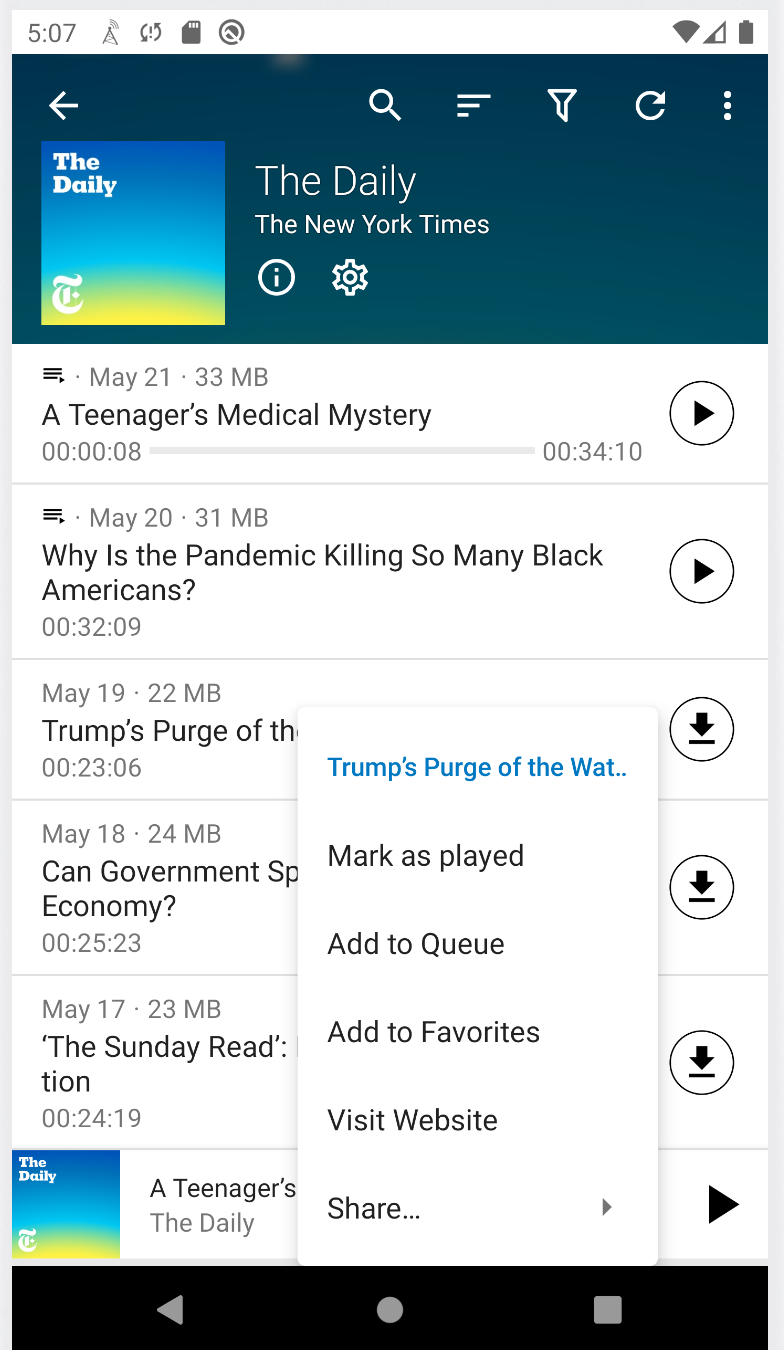 5:07
The
Daily
The Daily
The New York Times
· May 21 · 33 MB
A Teenager’s Medical Mystery
00:00:08 00:34:10
· May 20 · 31 MB
Why Is the Pandemic Killing So Many Black
Americans?
00:32:09
May 19 · 22 MB
Trump’s Purge of
00:23:06
Trump’s Purge of the Wat..
Mark as played
Add to Queue
Add to Favorites
Visit Website
Share…
May 18 · 24 MB
Can Government
Economy?
00:25:23
May 17 · 23 MB
‘The Sunday Read’:
tion
00:24:19
The
Daily
A Teenager’s
The Daily